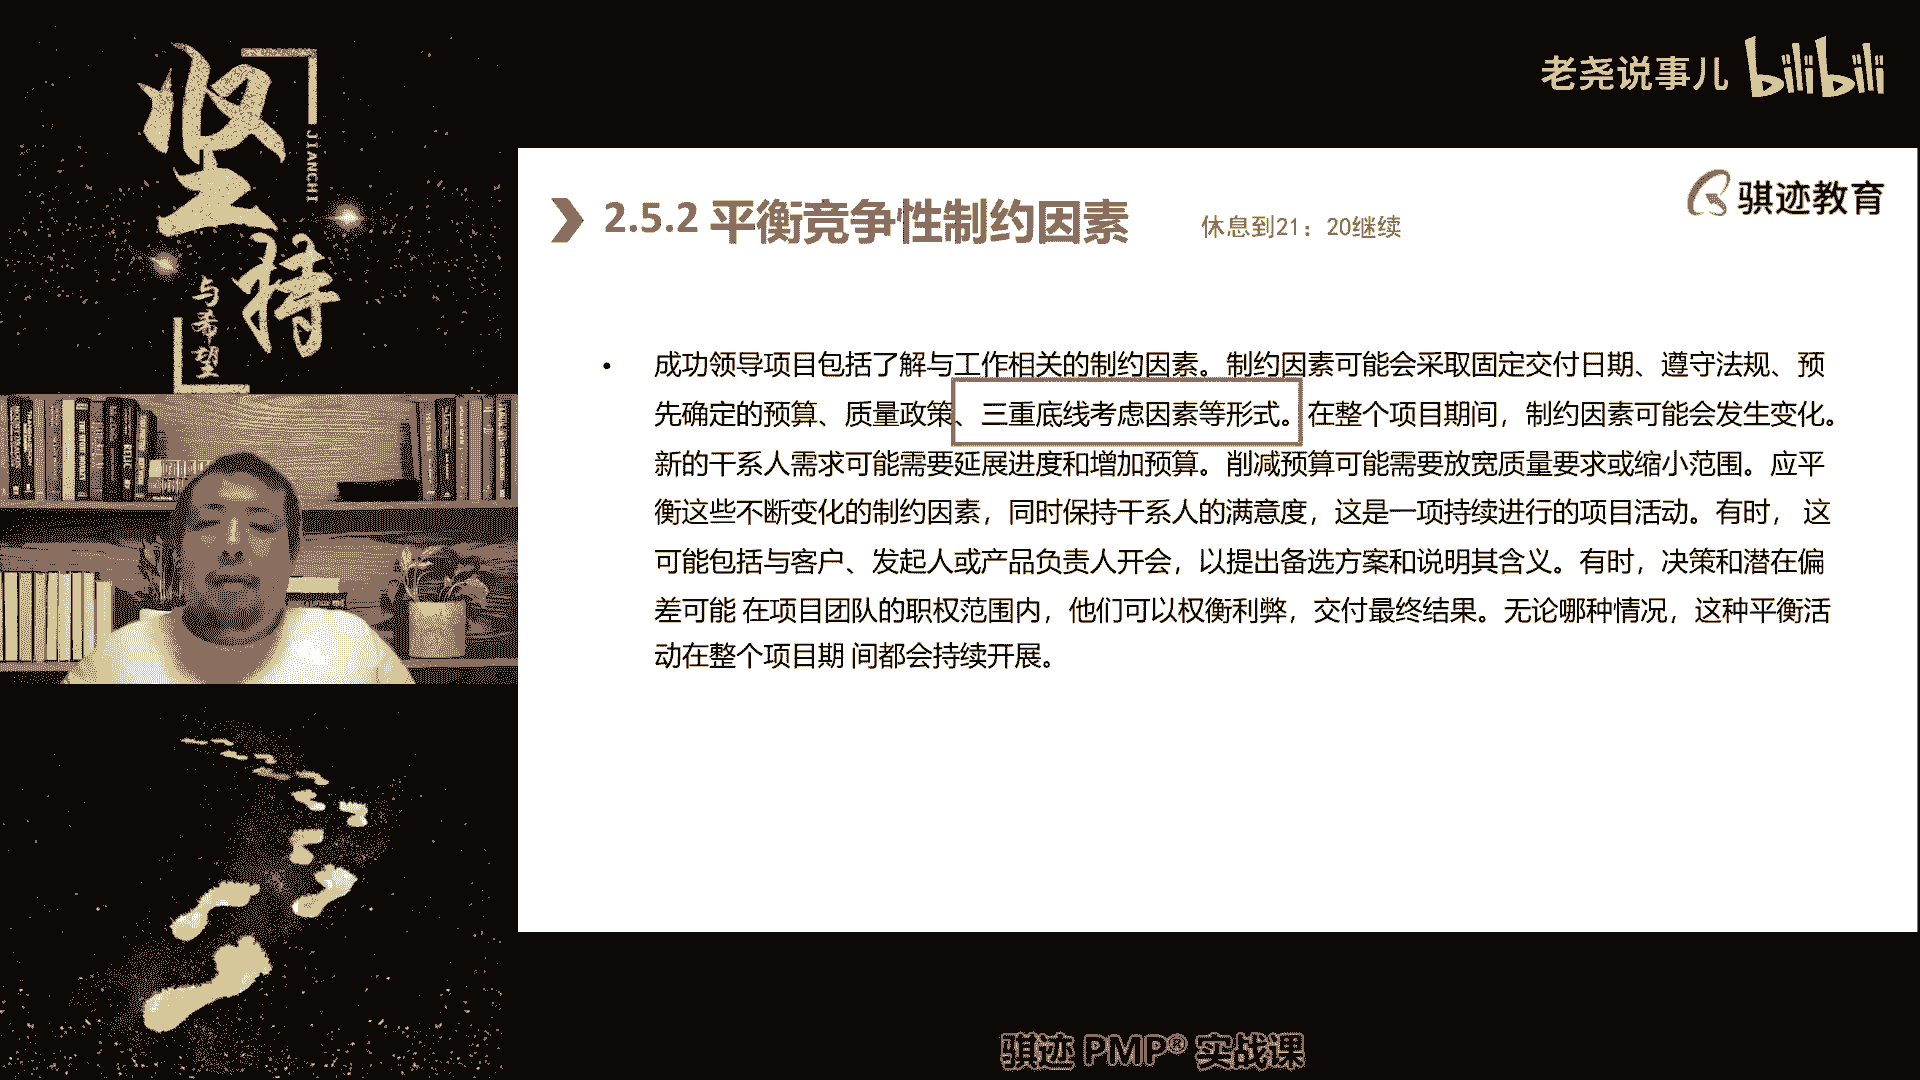 坚持
JIANCHI
与希望
老尧说事儿 bilibili
骐迹教育
2.5.2 平衡竞争性制约因素
休息到21：20继续
• 成功领导项目包括了解与工作相关的制约因素。制约因素可能会采取固定交付日期、遵守法规、预
先确定的预算、质量政策、三重底线考虑因素等形式。在整个项目期间，制约因素可能会发生变化。
新的干系人需求可能需要延展进度和增加预算。削减预算可能需要放宽质量要求或缩小范围。应平
衡这些不断变化的制约因素，同时保持干系人的满意度，这是一项持续进行的项目活动。有时， 这
可能包括与客户、发起人或产品负责人开会，以提出备选方案和说明其含义。有时，决策和潜在偏
差可能 在项目团队的职权范围内，他们可以权衡利弊，交付最终结果。无论哪种情况，这种平衡活
动在整个项目期 间都会持续开展。
骐迹 PMP® 实战课